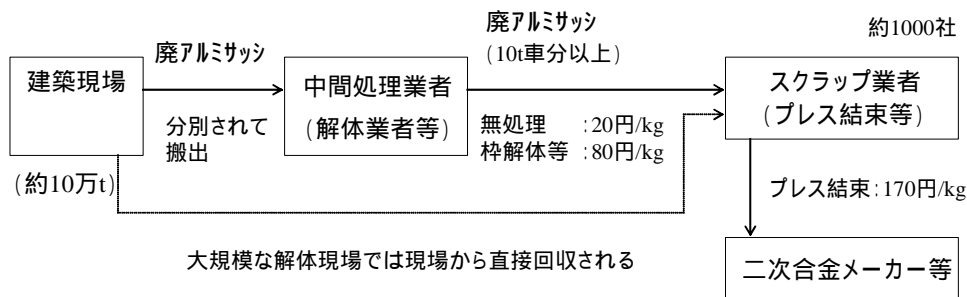 廃アルミサッシ
(10t車分以上)
約1000社
廃アルミサッシ
建築現場
中間処理業者
(解体業者等)
スクラップ業者
(プレス結束等)
分別されて
搬出
無処理　:20円/kg
枠解体等 :80円/kg
(約10万t)
プレス結束:170円/kg
大規模な解体現場では現場から直接回収される
二次合金メーカー等